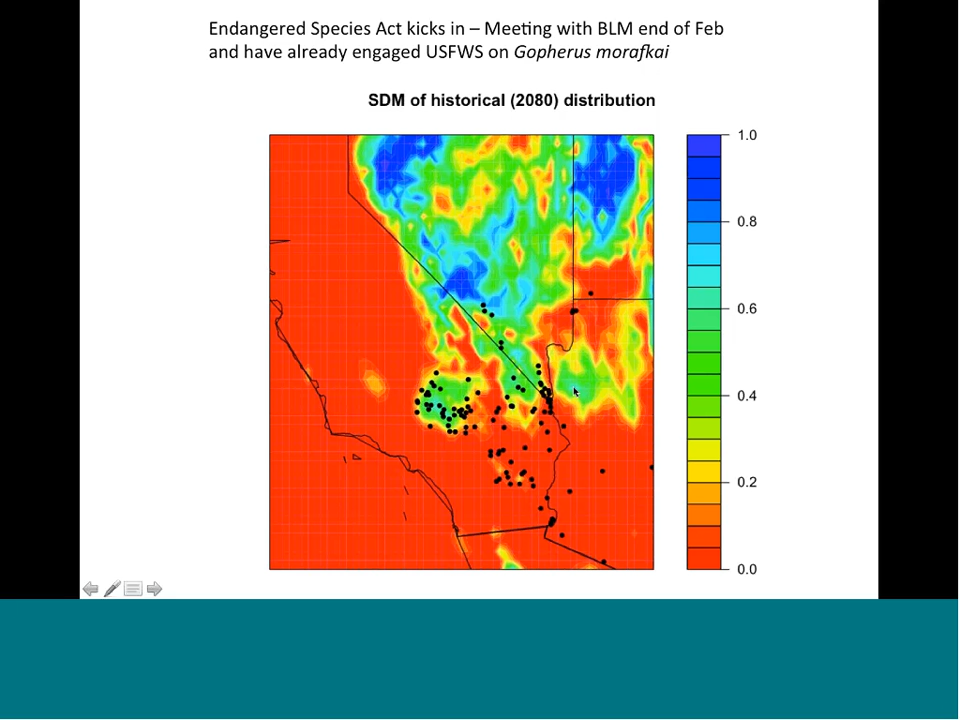 Endangered Species Act kicks in – Meeting with BLM end of Feb
and have already engaged USFWS on Gopherus morafkai
SDM of historical (2080) distribution
1.0
0.8
0.6
0.4
0.2
0.0